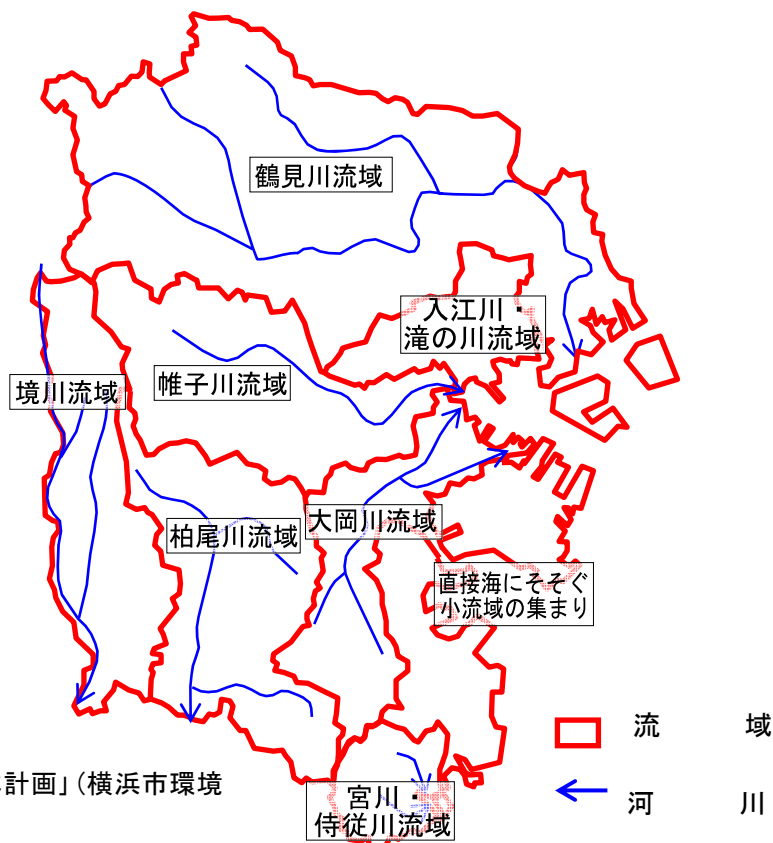 鶴見川流域
入江川・
滝の川流域
帷子川流域
境川流域
大岡川流域
柏尾川流域
直接海にそそぐ
小流域の集まり
流域
計画」(横浜市環境
河川
宮川・
侍従川流域